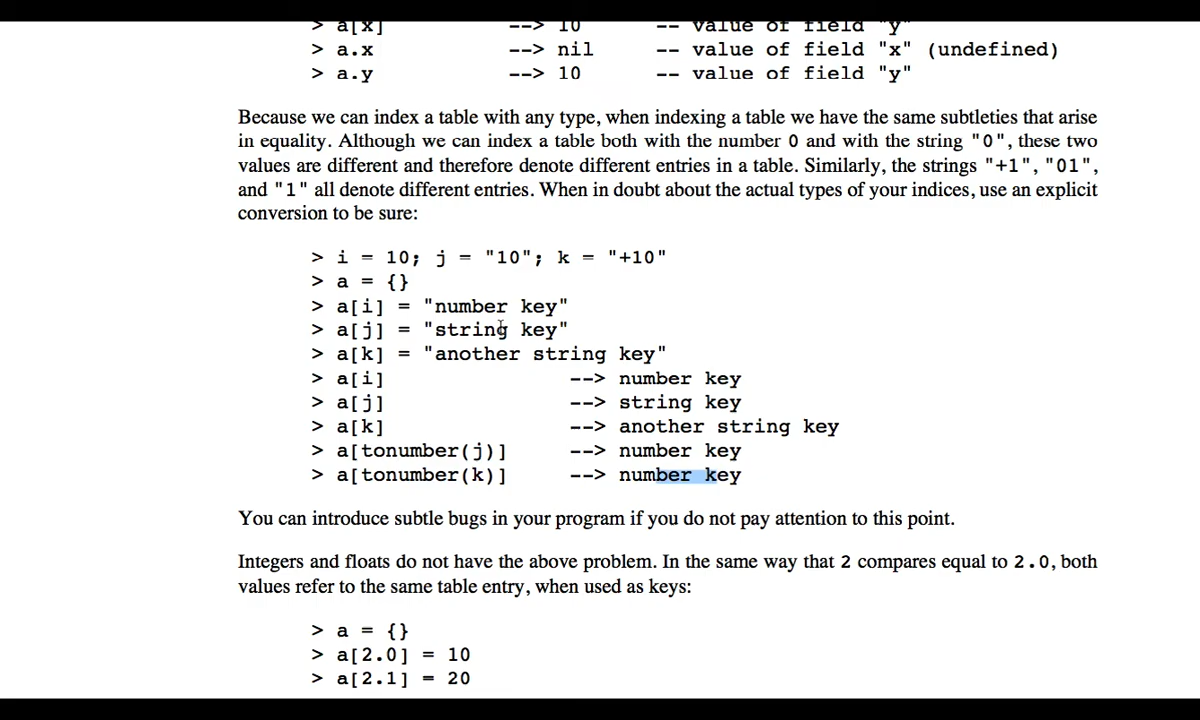 > a[x]               --> 10      -- value of field "y"
> a.x                --> nil     -- value of field "x" (undefined)
> a.y                --> 10      -- value of field "y"
Because we can index a table with any type, when indexing a table we have the same subtleties that arise
in equality. Although we can index a table both with the number 0 and with the string "0", these two
values are different and therefore denote different entries in a table. Similarly, the strings "+1", "01",
and "1" all denote different entries. When in doubt about the actual types of your indices, use an explicit
conversion to be sure:
> i = 10; j = "10"; k = "+10"
> a = {}
> a[i] = "number key"
> a[j] = "string key"
> a[k] = "another string key"
> a[i]               --> number key
> a[j]               --> string key
> a[k]               --> another string key
> a[tonumber(j)]     --> number key
> a[tonumber(k)]     --> number key
You can introduce subtle bugs in your program if you do not pay attention to this point.
Integers and floats do not have the above problem. In the same way that 2 compares equal to 2.0, both
values refer to the same table entry, when used as keys:
> a = {}
> a[2.0] = 10
> a[2.1] = 20